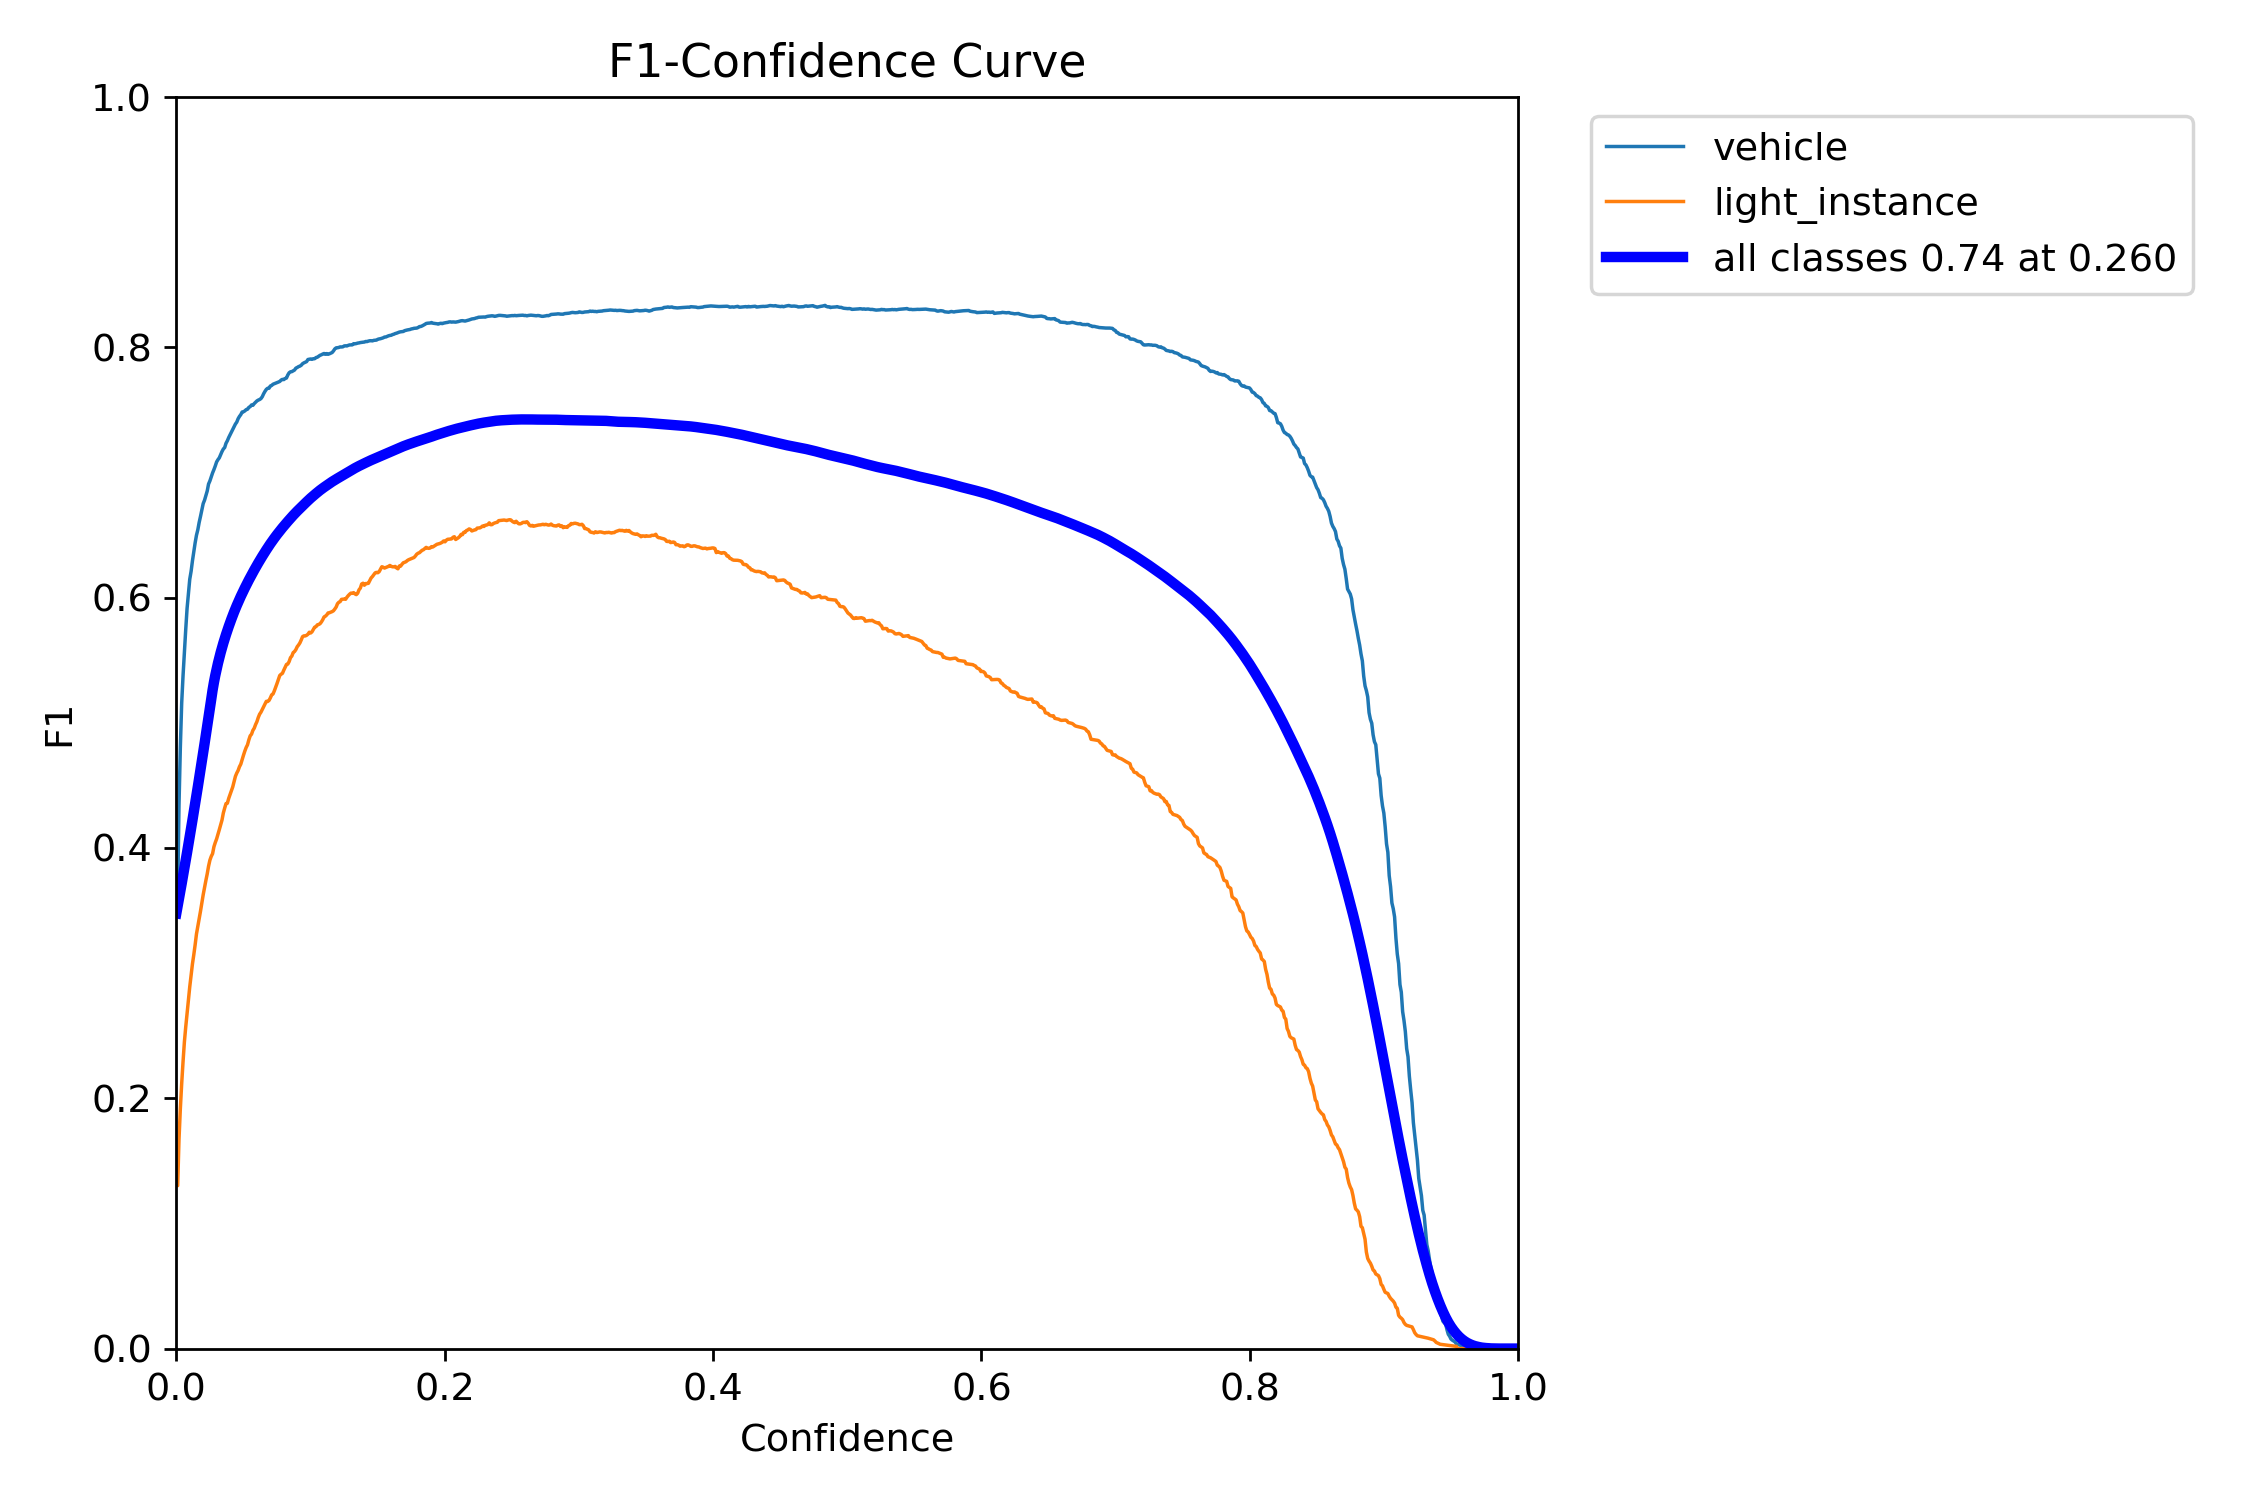 F1-Confidence Curve
vehicle
light_instance
all classes 0.74 at 0.260
1.0
0.8
0.6
0.4
0.2
0.0
F1
0.0 0.2 0.4 0.6 0.8 1.0
Confidence